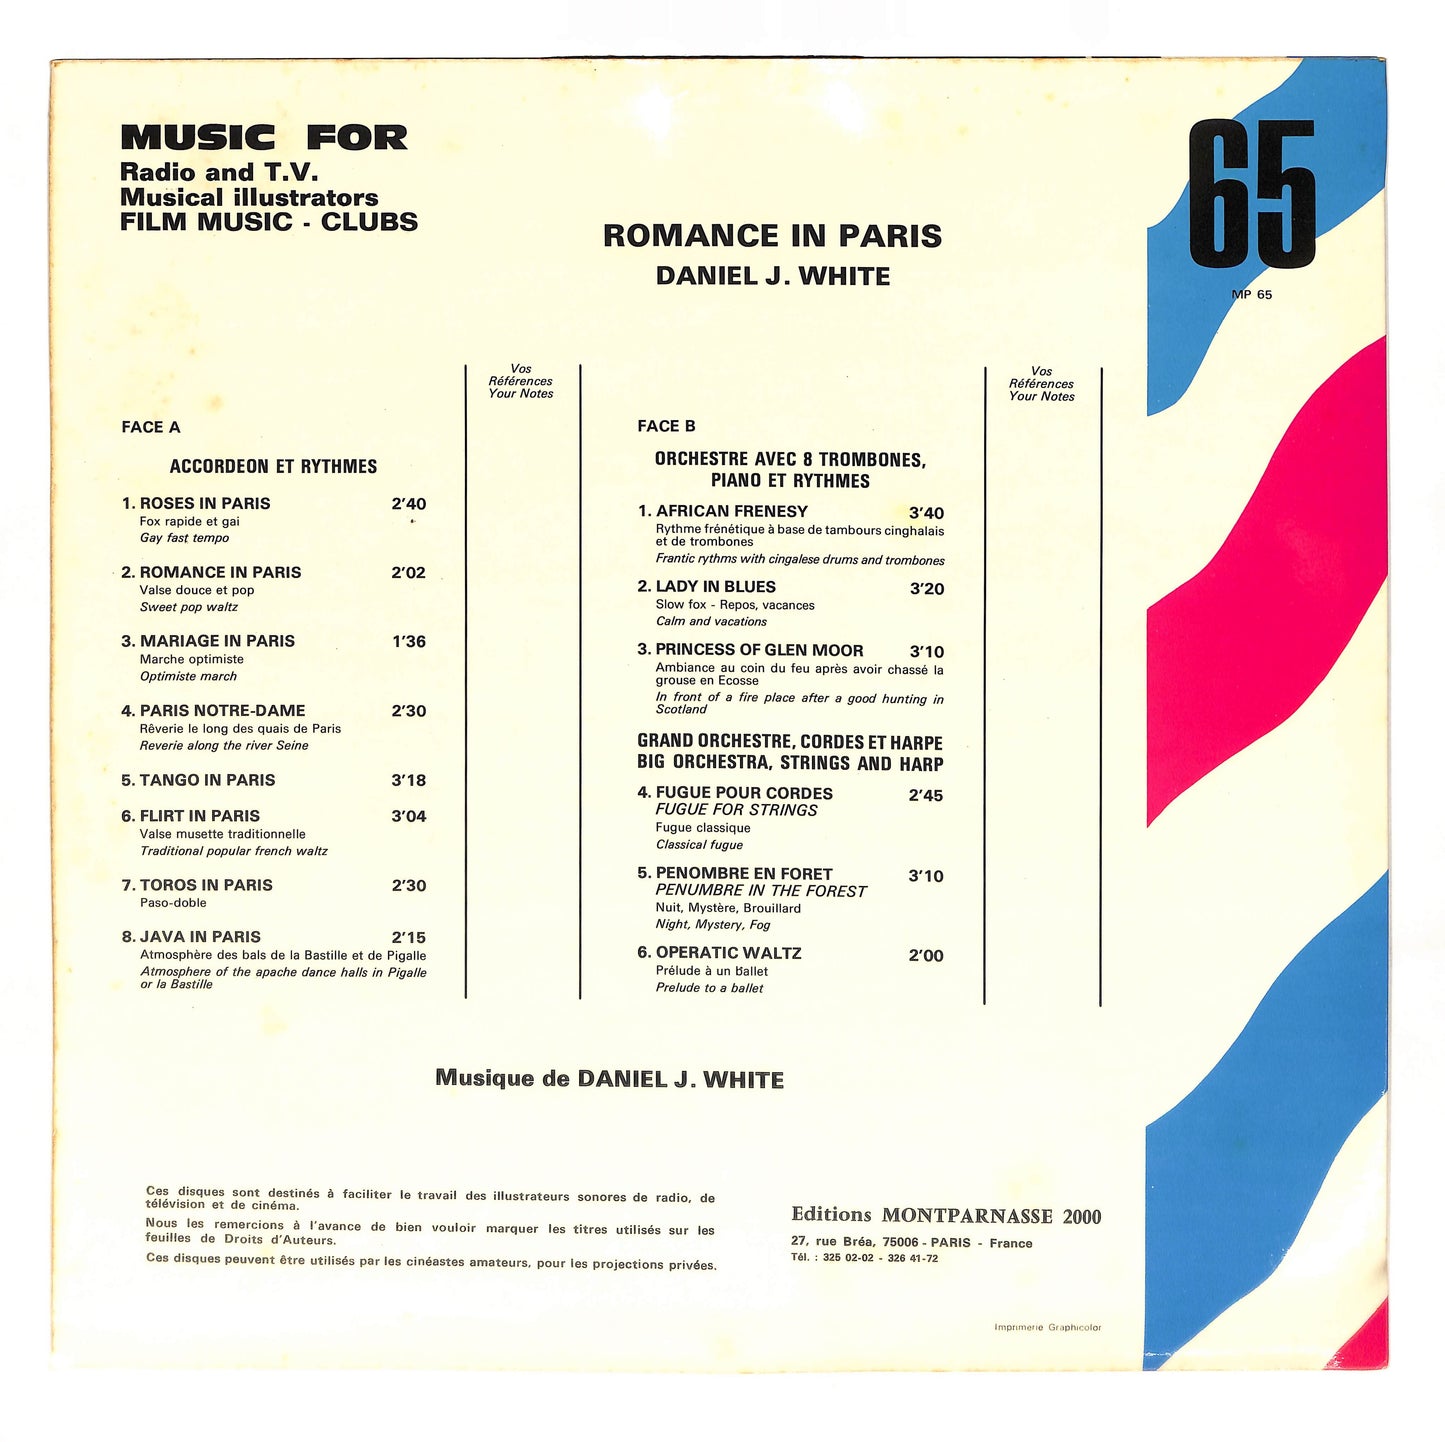 MUSIC FOR
Radio and T.V.
Musical illustrators
FILM MUSIC - CLUBS
ROMANCE IN PARIS
DANIEL J. WHITE
65
MP 65
Vos
Références
Your Notes
FACE A
ACCORDEON ET RYTHMES
1. ROSES IN PARIS 2'40
Fox rapide et gai
Gay fast tempo
2. ROMANCE IN PARIS 2'02
Valse douce et pop
Sweet pop waltz
3. MARIAGE IN PARIS 1'36
Marche optimiste
Optimiste march
4. PARIS NOTRE-DAME 2'30
Rêverie le long des quais de Paris
Reverie along the river Seine
5. TANGO IN PARIS 3'18
6. FLIRT IN PARIS 3'04
Valse musette traditionnelle
Traditional popular french waltz
7. TOROS IN PARIS 2'30
Paso-doble
8. JAVA IN PARIS 2'15
Atmosphère des bals de la Bastille et de Pigalle
Atmosphere of the apache dance halls in Pigalle
or la Bastille
Vos
Références
Your Notes
FACE B
ORCHESTRE AVEC 8 TROMBONES,
PIANO ET RYTHMES
1. AFRICAN FRENESY 3'40
Rythme frénétique à base de tambours cinghalais
et de trombones
Frantic rythms with cingalese drums and trombones
2. LADY IN BLUES 3'20
Slow fox - Repos, vacances
Calm and vacations
3. PRINCESS OF GLEN MOOR 3'10
Ambiance au coin du feu après avoir chassé la
grouse en Ecosse
In front of a fire place after a good hunting in
Scotland
GRAND ORCHESTRE, CORDES ET HARPE
BIG ORCHESTRA, STRINGS AND HARP
4. FUGUE POUR CORDES 2'45
FUGUE FOR STRINGS
Fugue classique
Classical fugue
5. PENOMBRE EN FORET 3'10
PENUMBRE IN THE FOREST
Nuit, Mystère, Brouillard
Night, Mystery, Fog
6. OPERATIC WALTZ 2'00
Prélude à un ballet
Prelude to a ballet
Musique de DANIEL J. WHITE
Ces disques sont destinés à faciliter le travail des illustrateurs sonores de radio, de
télévision et de cinéma.
Nous les remercions à l'avance de bien vouloir marquer les titres utilisés sur les
feuilles de Droits d'Auteurs.
Ces disques peuvent être utilisés par les cinéastes amateurs, pour les projections privées.
Editions MONTPARNASSE 2000
27, rue Bréa, 75006 - PARIS - France
Tél. : 325 02-02 - 326 41-72
Imprimerie Graphicolor